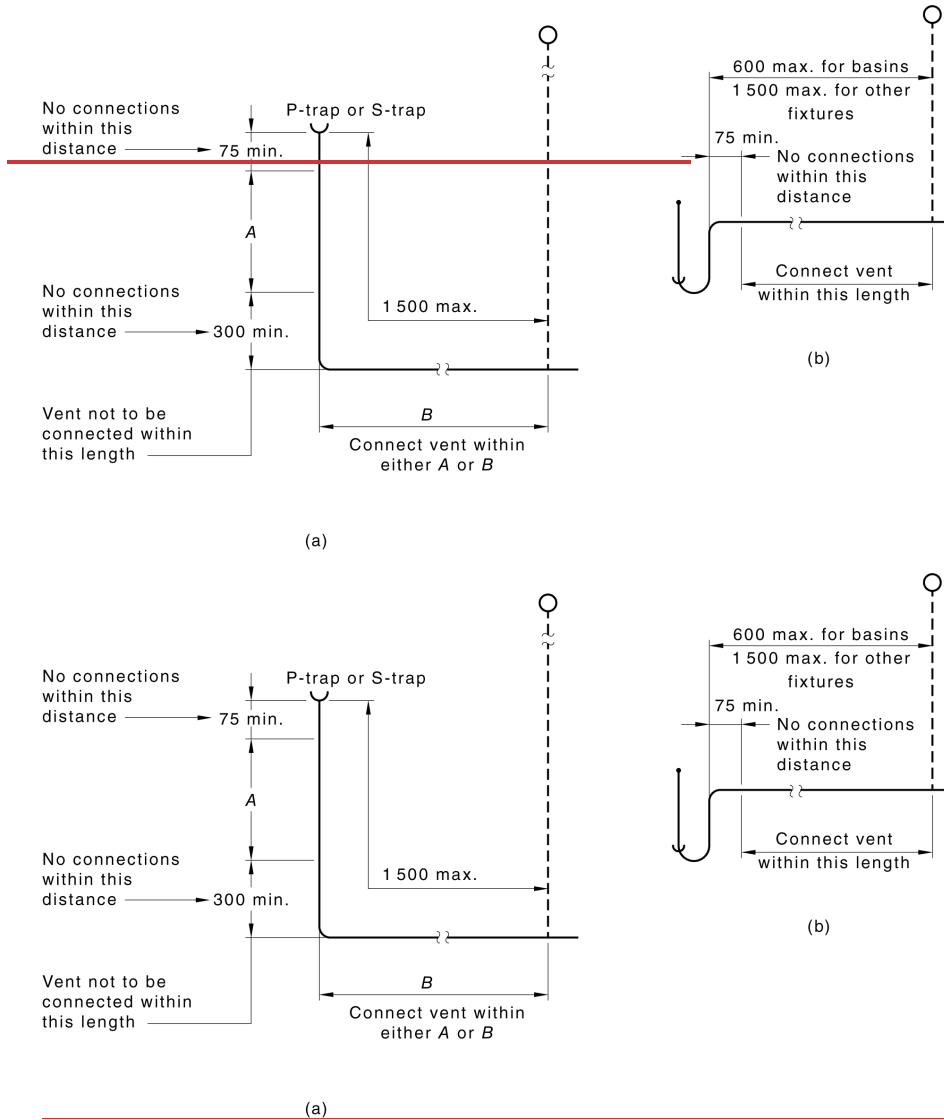 No connections
within this
distance
75 min.
P-trap or S-trap
A
No connections
within this
distance
300 min.
1 500 max.
Vent not to be
connected within
this length
B
Connect vent within
either A or B
(a)
600 max. for basins
1 500 max. for other
fixtures
75 min.
No connections
within this
distance
Connect vent
within this length
(b)
No connections
within this
distance
75 min.
P-trap or S-trap
A
No connections
within this
distance
300 min.
1 500 max.
Vent not to be
connected within
this length
B
Connect vent within
either A or B
(a)
600 max. for basins
1 500 max. for other
fixtures
75 min.
No connections
within this
distance
Connect vent
within this length
(b)